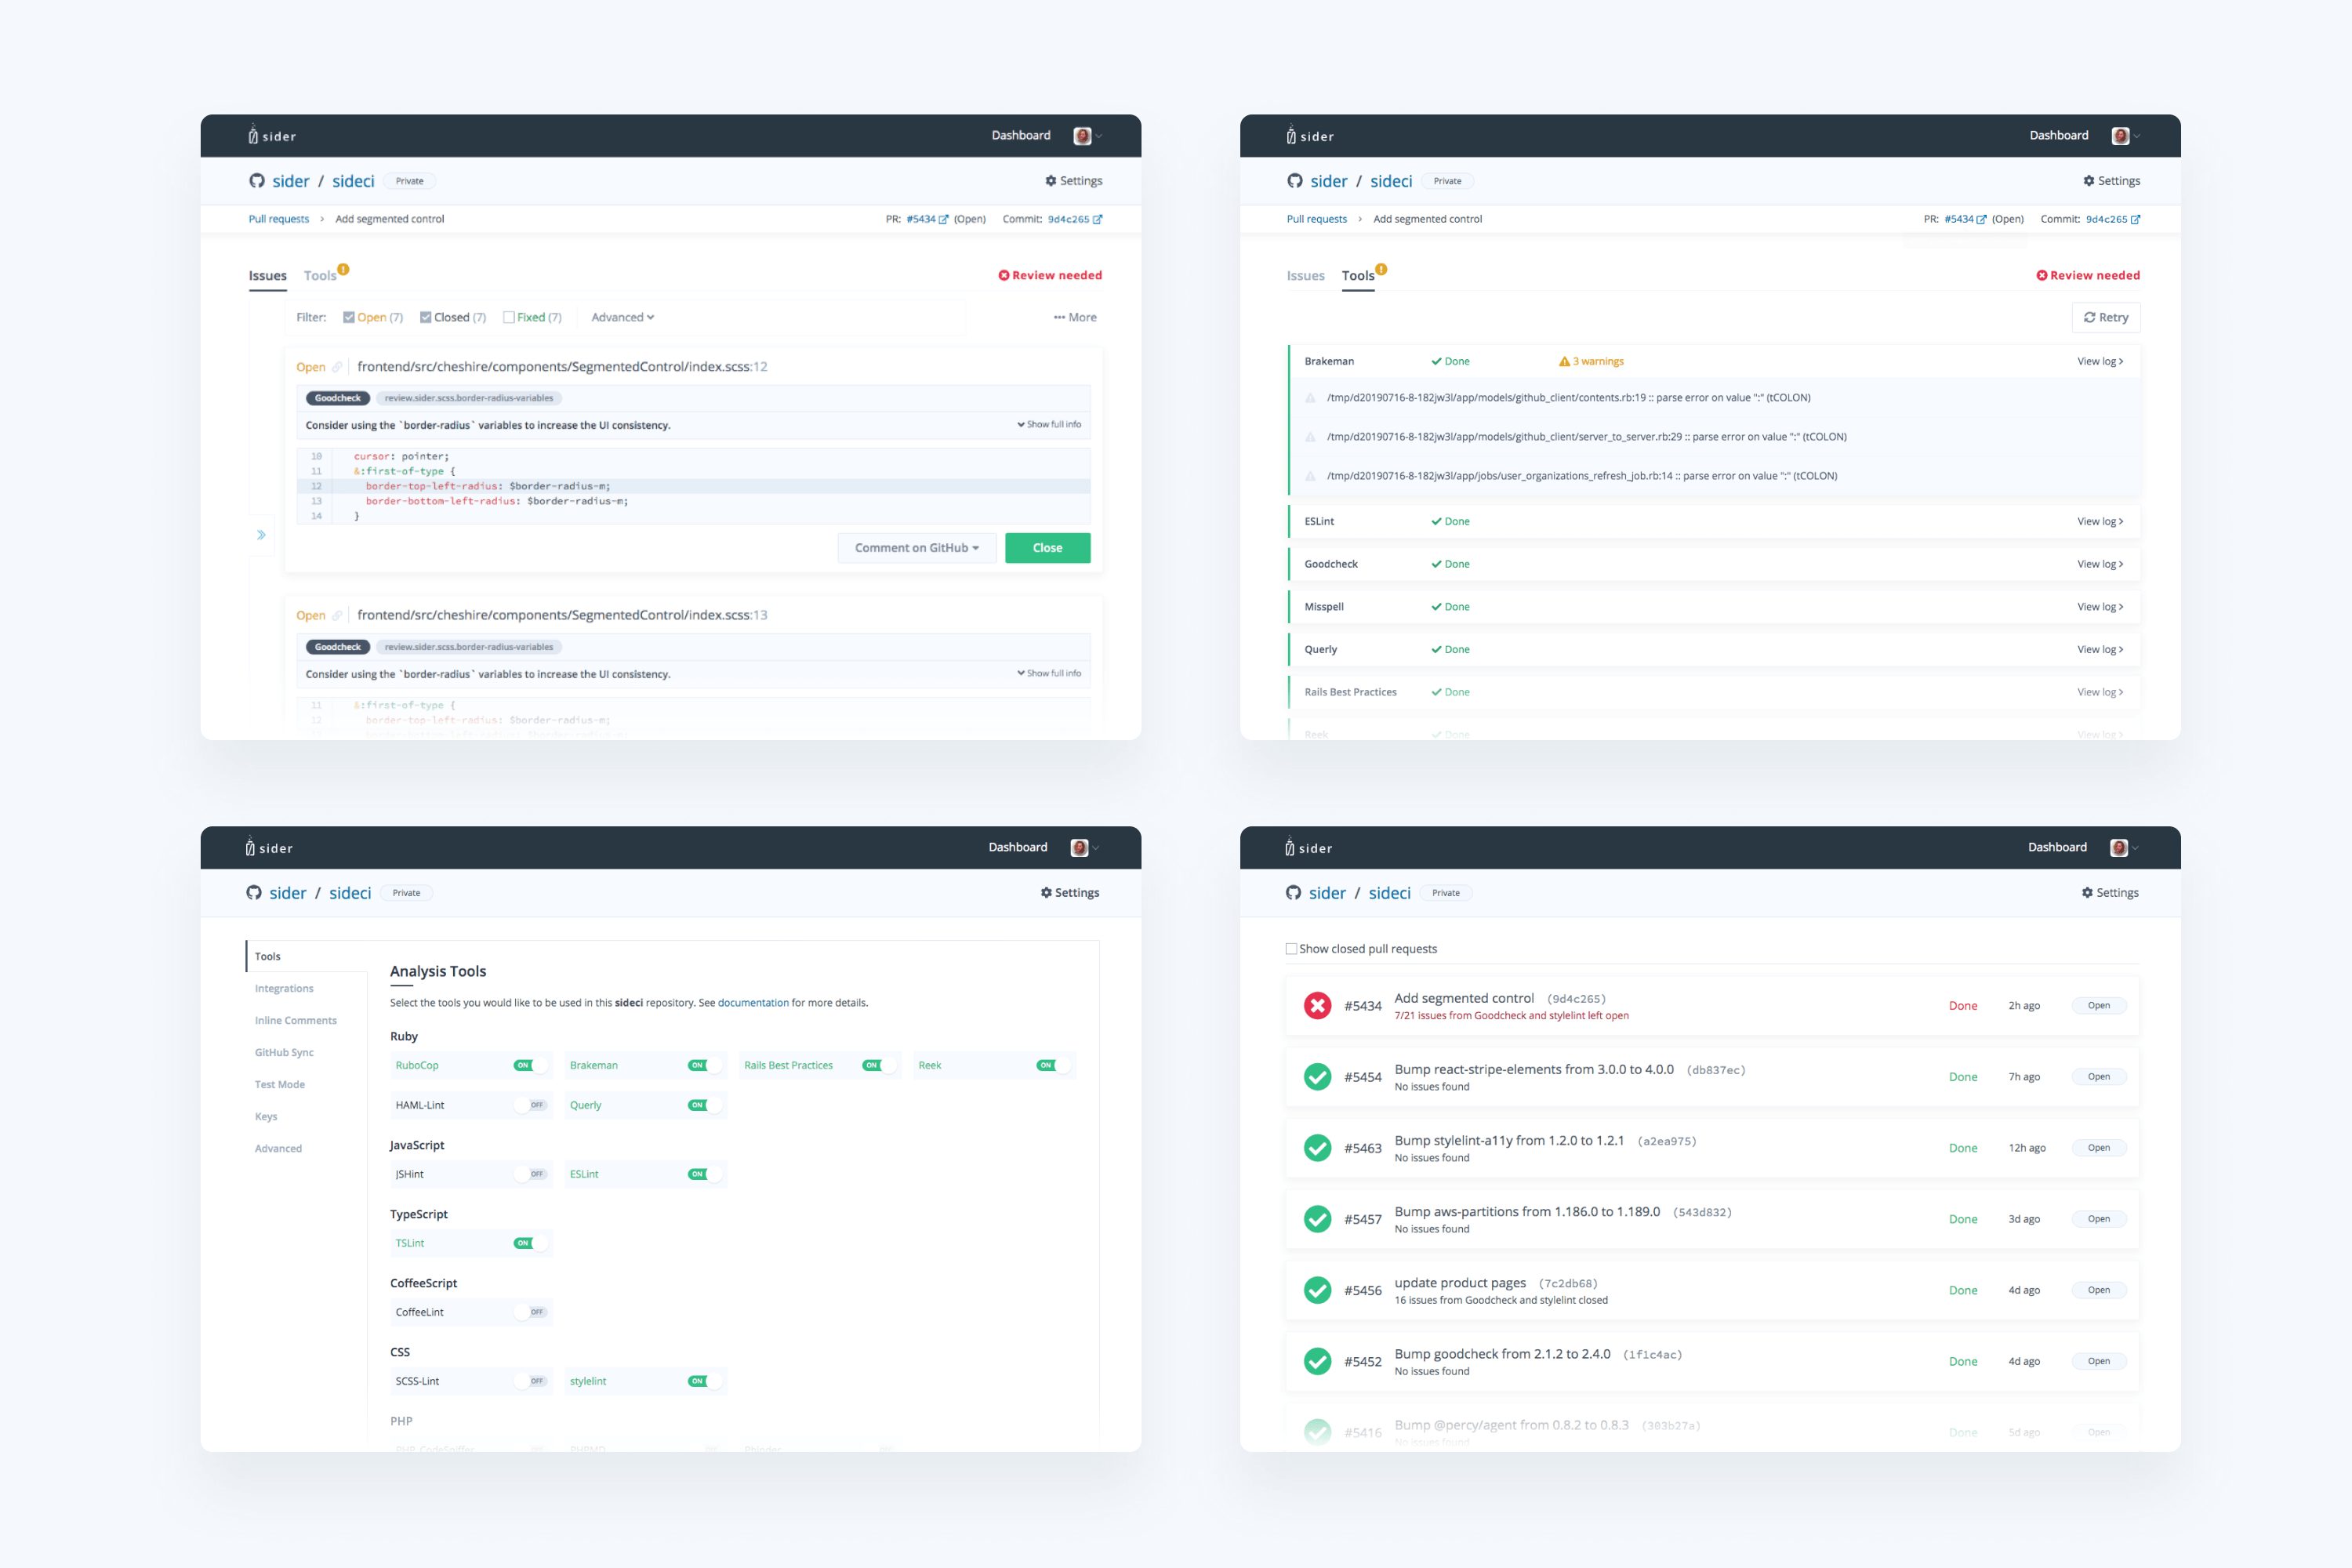 sider Dashboard
sider / sideci Private Settings
Pull requests > Add segmented control PR: #5434 (Open) Commit: 9d4c265
Issues Tools ! Review needed
Filter: Open (7) Closed (7) Fixed (7) Advanced ••• More
Open frontend/src/cheshire/components/SegmentedControl/index.scss:12
Goodcheck review.sider.scss.border-radius-variables
Consider using the `border-radius` variables to increase the UI consistency. Show full info
10 cursor: pointer;
11 &:first-of-type {
12 border-top-left-radius: $border-radius-m;
13 border-bottom-left-radius: $border-radius-m;
14 }
Comment on GitHub Close
Open frontend/src/cheshire/components/SegmentedControl/index.scss:13
Goodcheck review.sider.scss.border-radius-variables
Consider using the `border-radius` variables to increase the UI consistency. Show full info
11 &:first-of-type {
12 border-top-left-radius: $border-radius-m;
border-bottom-left-radius: $border-radius-m;
sider Dashboard
sider / sideci Private Settings
Pull requests > Add segmented control PR: #5434 (Open) Commit: 9d4c265
Issues Tools ! Review needed
Retry
Brakeman Done 3 warnings View log >
/tmp/d20190716-8-182jw3l/app/models/github_client/contents.rb:19 :: parse error on value ":" (tCOLON)
/tmp/d20190716-8-182jw3l/app/models/github_client/server_to_server.rb:29 :: parse error on value ":" (tCOLON)
/tmp/d20190716-8-182jw3l/app/jobs/user_organizations_refresh_job.rb:14 :: parse error on value ":" (tCOLON)
ESLint Done View log >
Goodcheck Done View log >
Misspell Done View log >
Querly Done View log >
Rails Best Practices Done View log >
Reek Done View log >
sider Dashboard
sider / sideci Private Settings
Tools
Integrations
Inline Comments
GitHub Sync
Test Mode
Keys
Advanced
Analysis Tools
Select the tools you would like to be used in this sideci repository. See documentation for more details.
Ruby
RuboCop ON Brakeman ON Rails Best Practices ON Reek ON
HAML-Lint OFF Querly ON
JavaScript
JSHint OFF ESLint ON
TypeScript
TSLint ON
CoffeeScript
CoffeeLint OFF
CSS
SCSS-Lint OFF stylelint ON
PHP
PHP_CodeSniffer PHPMD Phinder
sider Dashboard
sider / sideci Private Settings
Show closed pull requests
#5434 Add segmented control (9d4c265) Done 2h ago Open
7/21 issues from Goodcheck and stylelint left open
#5454 Bump react-stripe-elements from 3.0.0 to 4.0.0 (db837ec) Done 7h ago Open
No issues found
#5463 Bump stylelint-a11y from 1.2.0 to 1.2.1 (a2ea975) Done 12h ago Open
No issues found
#5457 Bump aws-partitions from 1.186.0 to 1.189.0 (543d832) Done 3d ago Open
No issues found
#5456 update product pages (7c2db68) Done 4d ago Open
16 issues from Goodcheck and stylelint closed
#5452 Bump goodcheck from 2.1.2 to 2.4.0 (1f1c4ac) Done 4d ago Open
No issues found
#5416 Bump @percy/agent from 0.8.2 to 0.8.3 (303b27a) Done 5d ago Open
No issues found